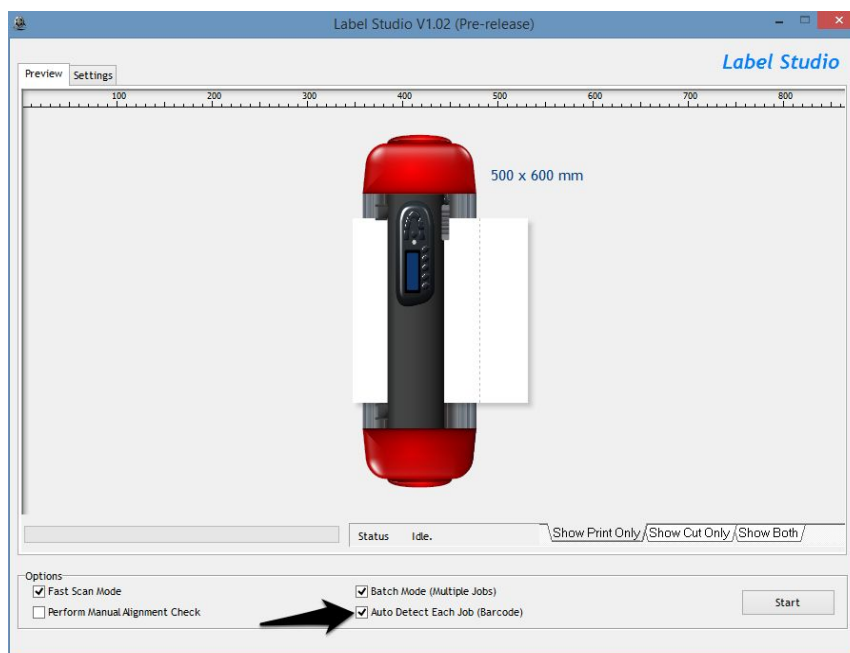 Label Studio V1.02 (Pre-release)
Label Studio
Preview Settings
100 200 300 400 500 600 700 800
500 x 600 mm
Status Idle.
Show Print Only Show Cut Only Show Both
Options
Fast Scan Mode Batch Mode (Multiple Jobs)
Perform Manual Alignment Check Auto Detect Each Job (Barcode)
Start